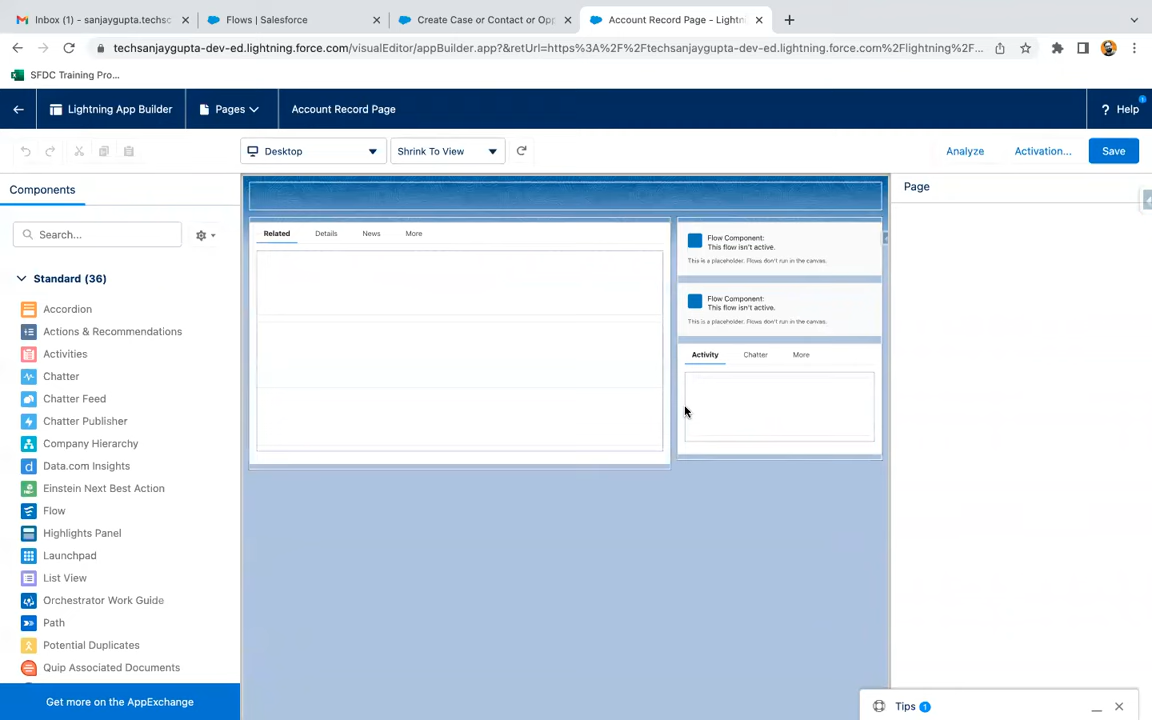 Inbox (1) - sanjaygupta.techsc
Flows | Salesforce
Create Case or Contact or Opp
Account Record Page - Lightni
techsanjaygupta-dev-ed.lightning.force.com/visualEditor/appBuilder.app?&retUrl=https%3A%2F%2Ftechsanjaygupta-dev-ed.lightning.force.com%2Flightning%2F...
SFDC Training Pro...
Lightning App Builder
Pages
Account Record Page
? Help
Desktop
Shrink To View
Analyze
Activation...
Save
Components
Search...
Standard (36)
Accordion
Actions & Recommendations
Activities
Chatter
Chatter Feed
Chatter Publisher
Company Hierarchy
Data.com Insights
Einstein Next Best Action
Flow
Highlights Panel
Launchpad
List View
Orchestrator Work Guide
Path
Potential Duplicates
Quip Associated Documents
Get more on the AppExchange
Related Details News More
Flow Component:
This flow isn't active.
This is a placeholder. Flows don't run in the canvas.
Flow Component:
This flow isn't active.
This is a placeholder. Flows don't run in the canvas.
Activity Chatter More
Page
Tips 1